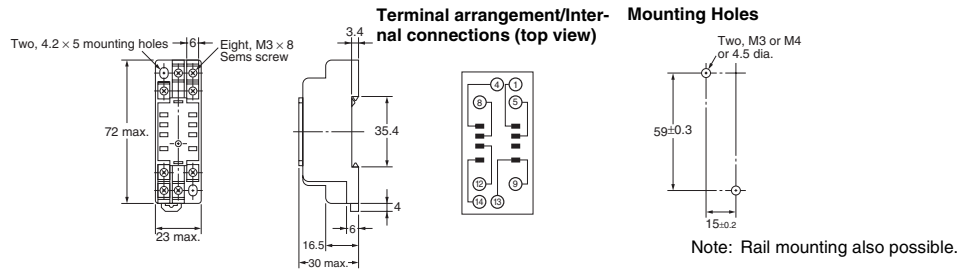 Terminal arrangement/Inter-
nal connections (top view)
Mounting Holes
Two, 4.2 × 5 mounting holes
6
Eight, M3 × 8
Sems screw
72 max.
23 max.
3.4
35.4
4
6
16.5
30 max.
4 1
8 5
12 9
14 13
Two, M3 or M4
or 4.5 dia.
59±0.3
15±0.2
Note: Rail mounting also possible.